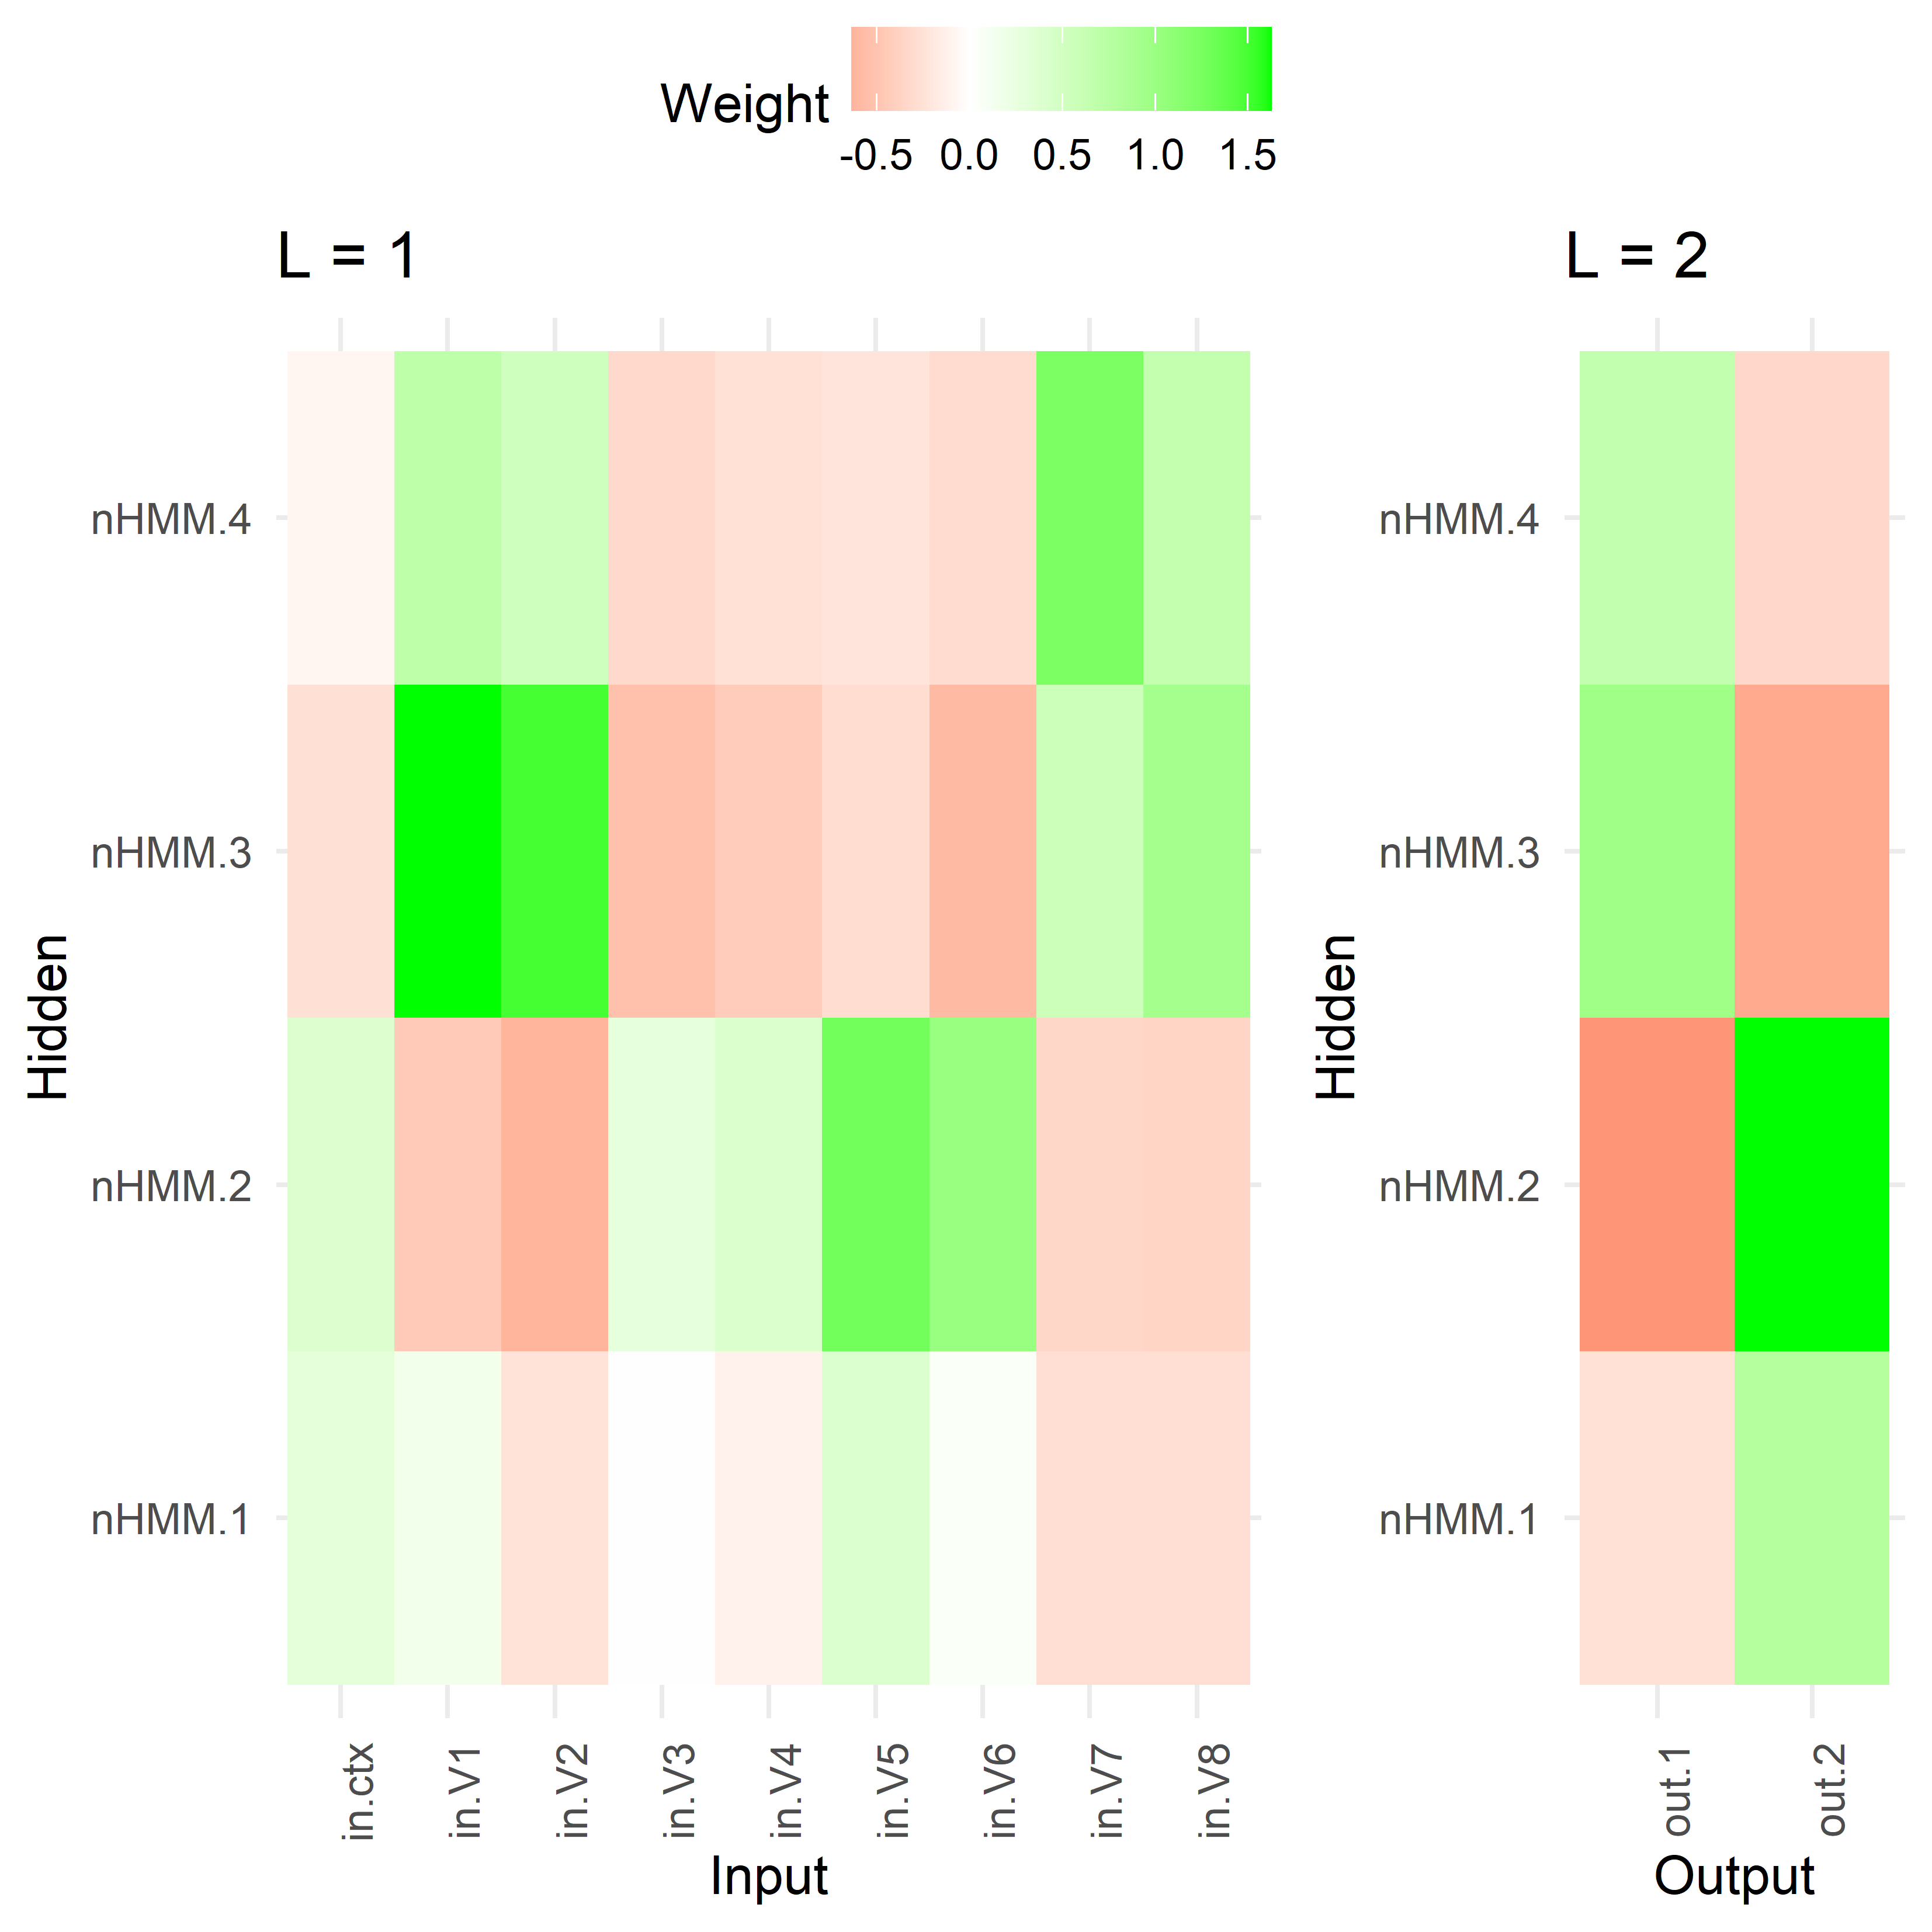 Weight
-0.5 0.0 0.5 1.0 1.5
L = 1
nHMM.4
nHMM.3
nHMM.2
nHMM.1
Hidden
in.ctx in.V1 in.V2 in.V3 in.V4 in.V5 in.V6 in.V7 in.V8
Input
L = 2
nHMM.4
nHMM.3
nHMM.2
nHMM.1
Hidden
out.1 out.2
Output